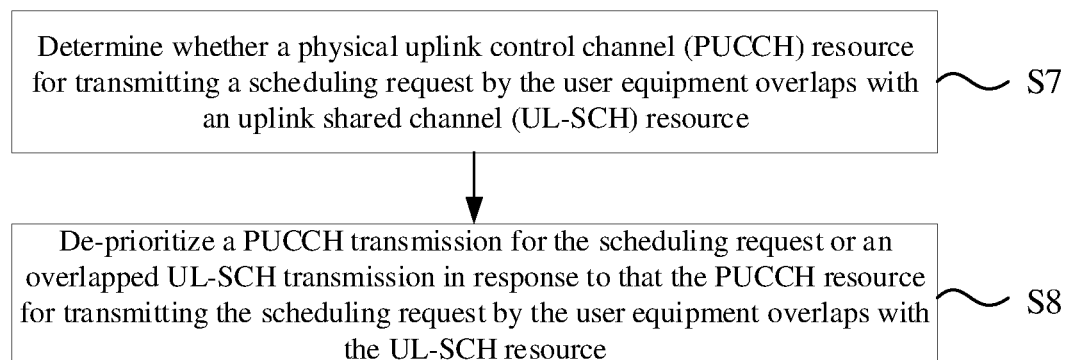 Determine whether a physical uplink control channel (PUCCH) resource
for transmitting a scheduling request by the user equipment overlaps with
an uplink shared channel (UL-SCH) resource
S7
De-prioritize a PUCCH transmission for the scheduling request or an
overlapped UL-SCH transmission in response to that the PUCCH resource
for transmitting the scheduling request by the user equipment overlaps with
the UL-SCH resource
S8